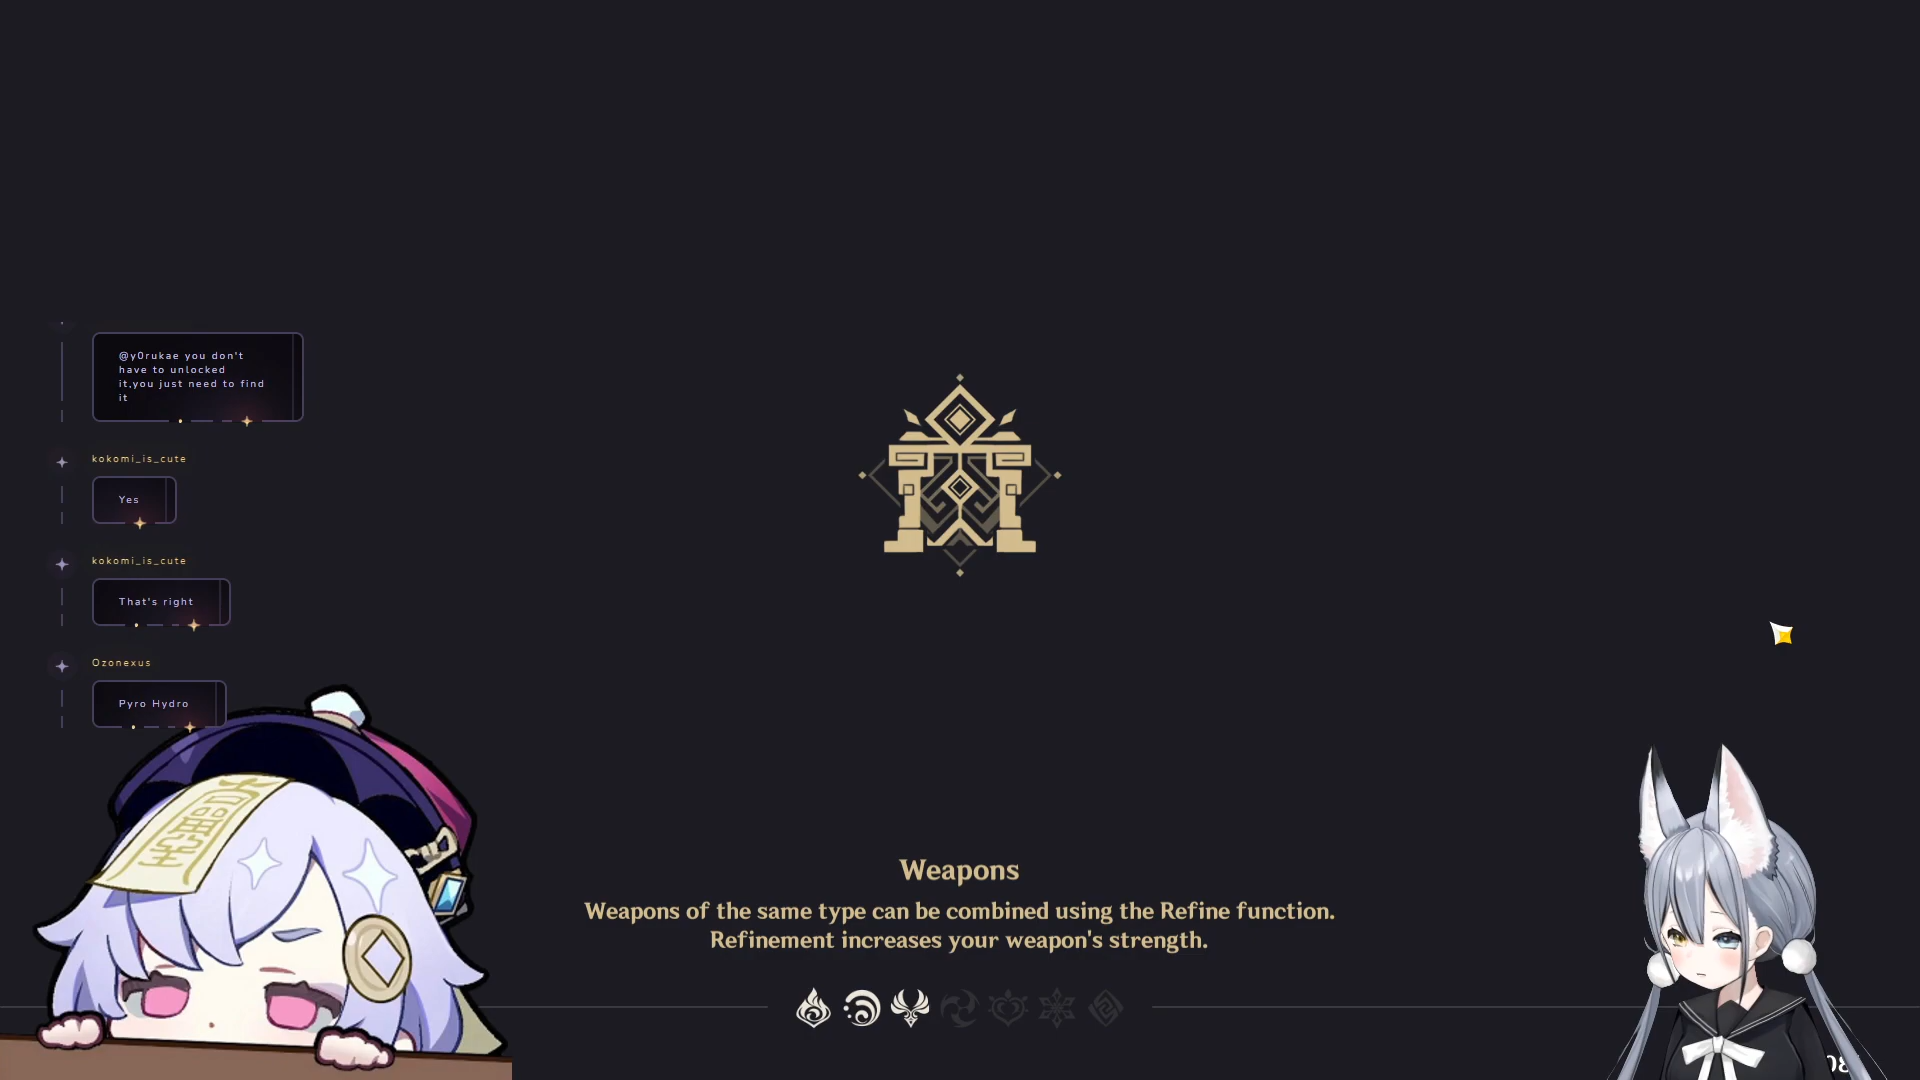 @y0rukae you don't
have to unlocked
it,you just need to find
it
kokomi_is_cute
Yes
kokomi_is_cute
That's right
Ozonexus
Pyro Hydro
Weapons
Weapons of the same type can be combined using the Refine function.
Refinement increases your weapon's strength.